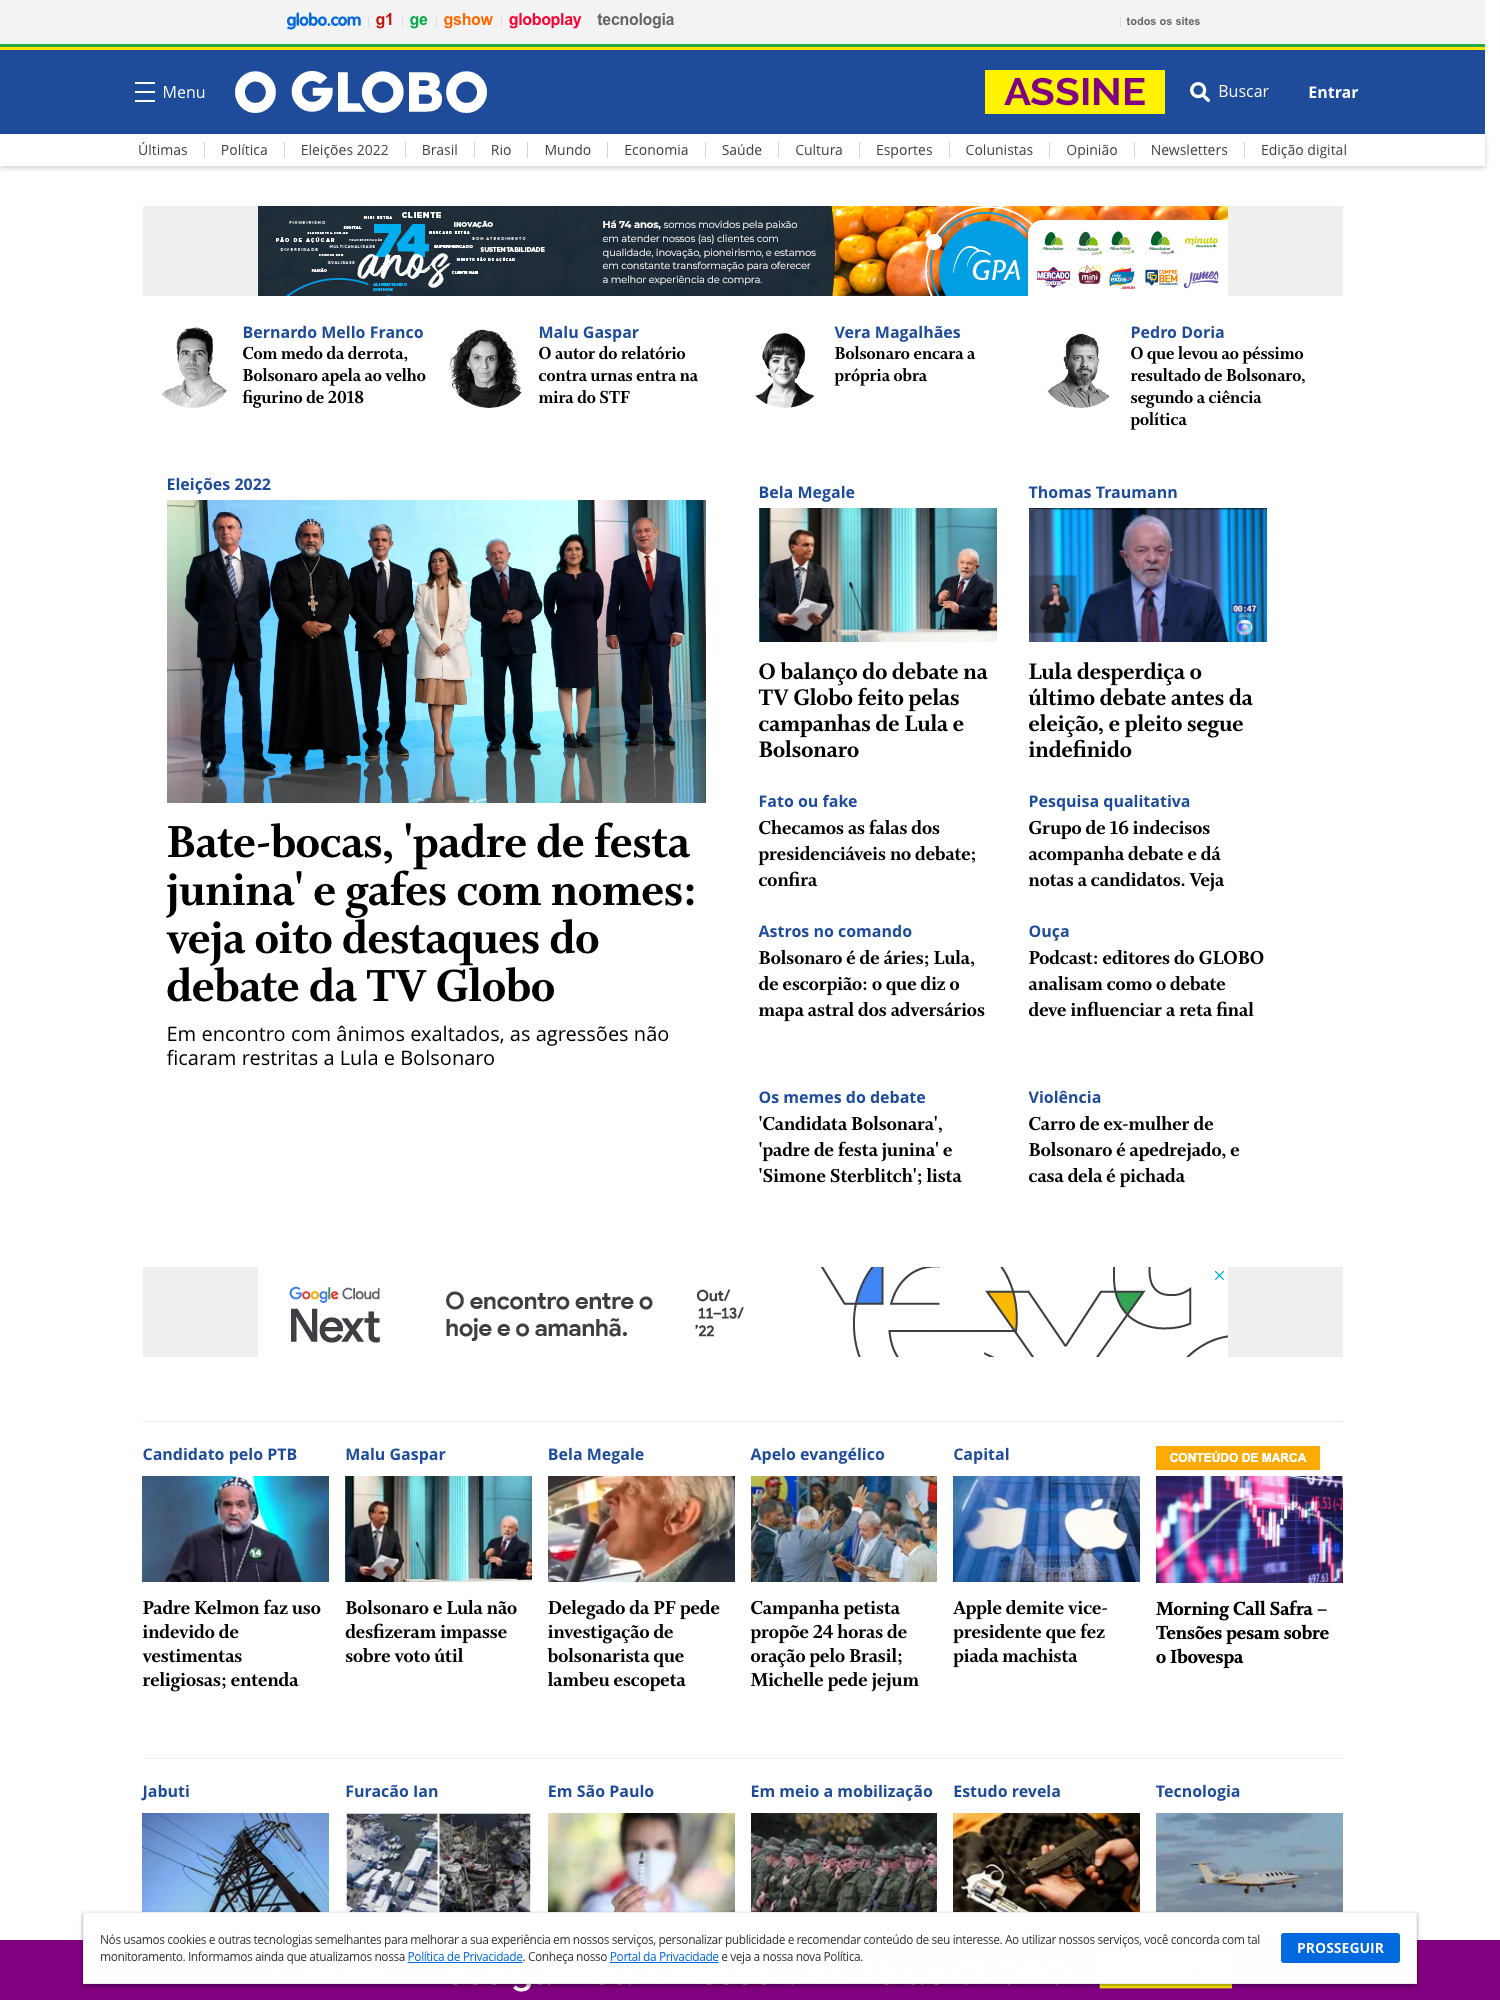 globo.com g1 ge gshow globoplay tecnologia todos os sites
Menu O GLOBO ASSINE Buscar Entrar
Últimas Política Eleições 2022 Brasil Rio Mundo Economia Saúde Cultura Esportes Colunistas Opinião Newsletters Edição digital
CLIENTE
INOVAÇÃO
PÃO DE AÇÚCAR
SUSTENTABILIDADE
74
anos
Há 74 anos, somos movidos pela paixão
em atender nossos (as) clientes com
qualidade, inovação, pioneirismo, e estamos
em constante transformação para oferecer
a melhor experiência de compra.
GPA
minuto
MERCADO
mini
COMPRE
BEM
James
Bernardo Mello Franco
Com medo da derrota,
Bolsonaro apela ao velho
figurino de 2018
Malu Gaspar
O autor do relatório
contra urnas entra na
mira do STF
Vera Magalhães
Bolsonaro encara a
própria obra
Pedro Doria
O que levou ao péssimo
resultado de Bolsonaro,
segundo a ciência
política
Eleições 2022
Bate-bocas, 'padre de festa
junina' e gafes com nomes:
veja oito destaques do
debate da TV Globo
Em encontro com ânimos exaltados, as agressões não
ficaram restritas a Lula e Bolsonaro
Bela Megale
O balanço do debate na
TV Globo feito pelas
campanhas de Lula e
Bolsonaro
Thomas Traumann
00:47
Lula desperdiça o
último debate antes da
eleição, e pleito segue
indefinido
Fato ou fake
Checamos as falas dos
presidenciáveis no debate;
confira
Pesquisa qualitativa
Grupo de 16 indecisos
acompanha debate e dá
notas a candidatos. Veja
Astros no comando
Bolsonaro é de áries; Lula,
de escorpião: o que diz o
mapa astral dos adversários
Ouça
Podcast: editores do GLOBO
analisam como o debate
deve influenciar a reta final
Os memes do debate
'Candidata Bolsonara',
'padre de festa junina' e
'Simone Sterblitch'; lista
Violência
Carro de ex-mulher de
Bolsonaro é apedrejado, e
casa dela é pichada
Google Cloud
Next
O encontro entre o
hoje e o amanhã.
Out/
11–13/
'22
Candidato pelo PTB
14
Padre Kelmon faz uso
indevido de
vestimentas
religiosas; entenda
Malu Gaspar
Bolsonaro e Lula não
desfizeram impasse
sobre voto útil
Bela Megale
Delegado da PF pede
investigação de
bolsonarista que
lambeu escopeta
Apelo evangélico
Campanha petista
propõe 24 horas de
oração pelo Brasil;
Michelle pede jejum
Capital
Apple demite vice-
presidente que fez
piada machista
CONTEÚDO DE MARCA
697.63
Morning Call Safra –
Tensões pesam sobre
o Ibovespa
Jabuti
Furacão Ian
Em São Paulo
Em meio a mobilização
Estudo revela
Tecnologia
Nós usamos cookies e outras tecnologias semelhantes para melhorar a sua experiência em nossos serviços, personalizar publicidade e recomendar conteúdo de seu interesse. Ao utilizar nossos serviços, você concorda com tal
monitoramento. Informamos ainda que atualizamos nossa Política de Privacidade. Conheça nosso Portal da Privacidade e veja a nossa nova Política.
PROSSEGUIR